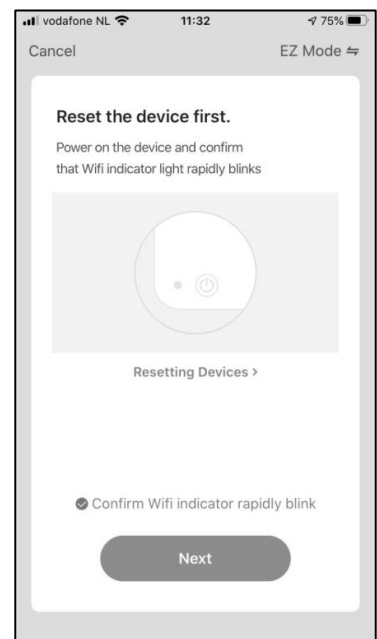 vodafone NL 11:32 75%
Cancel EZ Mode ⇋
Reset the device first.
Power on the device and confirm
that Wifi indicator light rapidly blinks
Resetting Devices >
Confirm Wifi indicator rapidly blink
Next